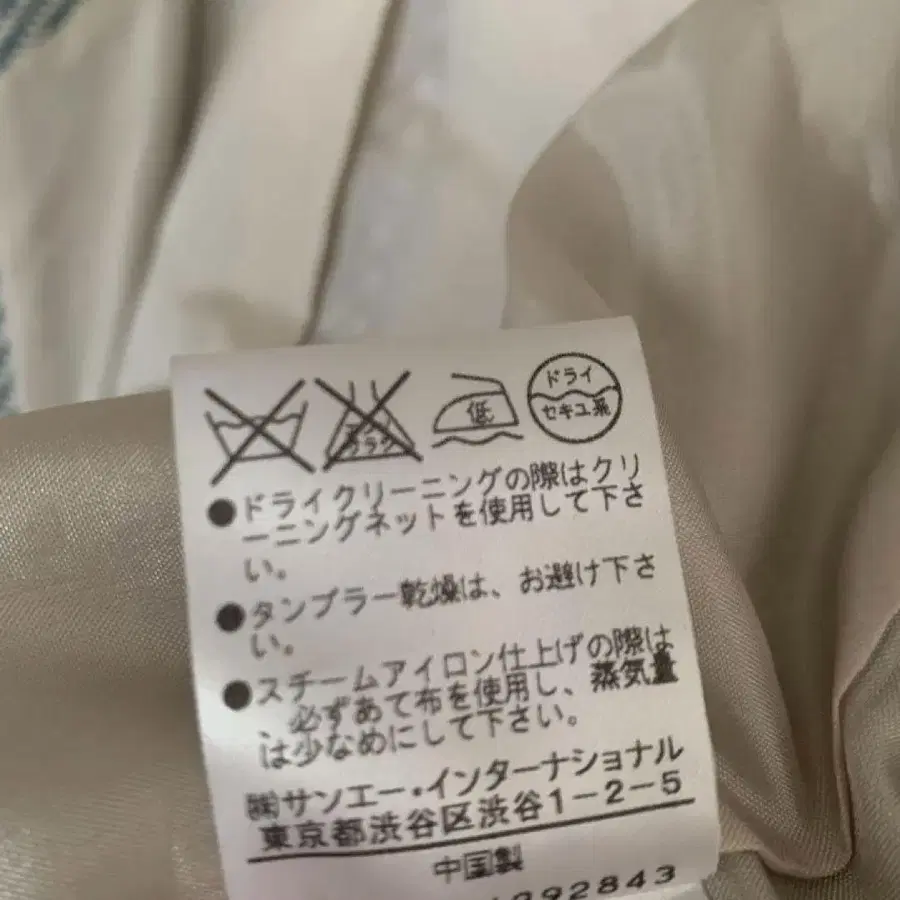 低
ドライ
セキユ系
●ドライクリーニングの際はクリ
ーニングネットを使用して下さ
い。
●タンブラー乾燥は、お避け下さ
い。
●スチームアイロン仕上げの際は
必ずあて布を使用し、蒸気量
は少なめにして下さい。
㈱サンエー・インターナショナル
東京都渋谷区渋谷1-2-5
中国製